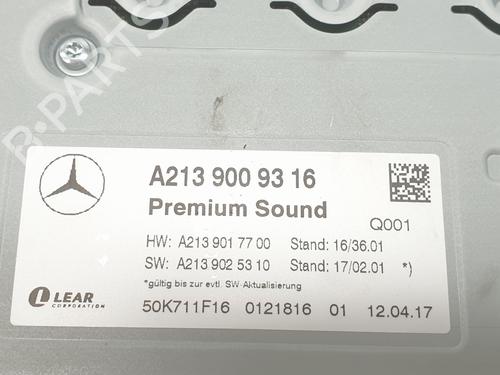 A213 900 93 16
Premium Sound
Q001
HW: A213 901 77 00 Stand: 16/36.01
SW: A213 902 53 10 Stand: 17/02.01 *)
*gültig bis zur evtl. SW-Aktualisierung
LEAR
CORPORATION
50K711F16 0121816 01 12.04.17
B-PARTS